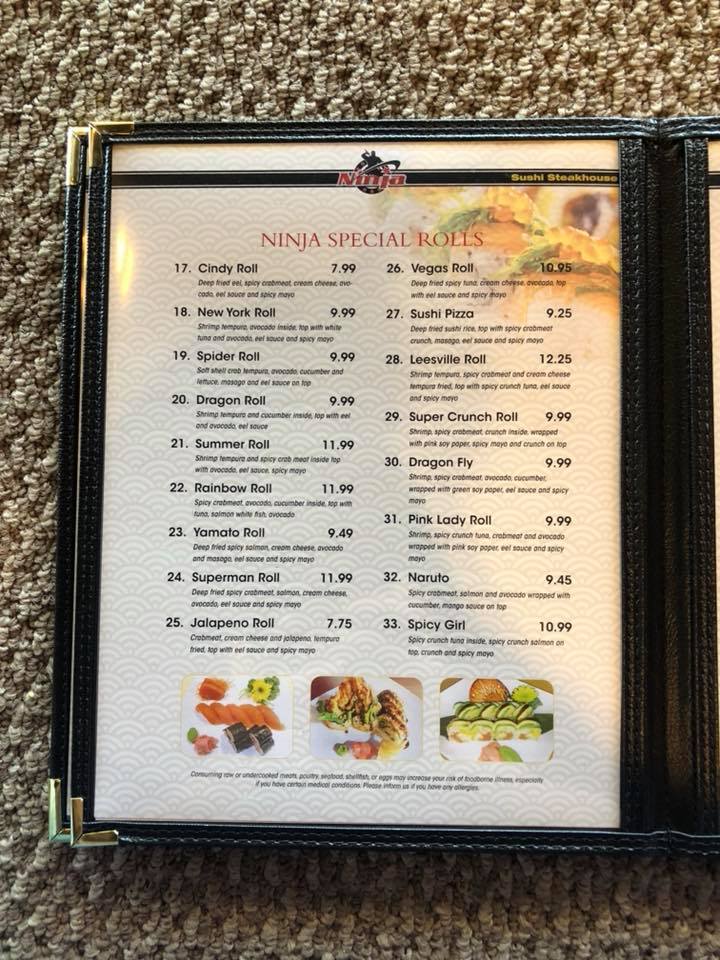 Ninja
Sushi Steakhouse
NINJA SPECIAL ROLLS
17. Cindy Roll 7.99
Deep fried eel, spicy crabmeat, cream cheese, avo-
cado, eel sauce and spicy mayo
18. New York Roll 9.99
Shrimp tempura, avocado inside, top with white
tuna and avocado, eel sauce and spicy mayo
19. Spider Roll 9.99
Soft shell crab tempura, avocado, cucumber and
lettuce, masago and eel sauce on top
20. Dragon Roll 9.99
Shrimp tempura and cucumber inside, top with eel
and avocado, eel sauce
21. Summer Roll 11.99
Shrimp tempura and spicy crab meat inside top
with avocado, eel sauce, spicy mayo
22. Rainbow Roll 11.99
Spicy crabmeat, avocado, cucumber inside, top with
tuna, salmon white fish, avocado
23. Yamato Roll 9.49
Deep fried spicy salmon, cream cheese, avocado
and masago, eel sauce and spicy mayo
24. Superman Roll 11.99
Deep fried spicy crabmeat, salmon, cream cheese,
avocado, eel sauce and spicy mayo
25. Jalapeno Roll 7.75
Crabmeat, cream cheese and jalapeno, tempura
fried, top with eel sauce and spicy mayo
26. Vegas Roll 10.95
Deep fried spicy tuna, cream cheese, avocado, top
with eel sauce and spicy mayo
27. Sushi Pizza 9.25
Deep fried sushi rice, top with spicy crabmeat
crunch, masago, eel sauce and spicy mayo
28. Leesville Roll 12.25
Shrimp tempura, spicy crabmeat and cream cheese
tempura fried, top with spicy crunch tuna, eel sauce
and spicy mayo
29. Super Crunch Roll 9.99
Shrimp, spicy crabmeat, crunch inside, wrapped
with pink soy paper, spicy mayo and crunch on top
30. Dragon Fly 9.99
Shrimp, spicy crabmeat, avocado, cucumber,
wrapped with green soy paper, eel sauce and spicy
mayo
31. Pink Lady Roll 9.99
Shrimp, spicy crunch tuna, crabmeat and avocado
wrapped with pink soy paper, eel sauce and spicy
mayo
32. Naruto 9.45
Spicy crabmeat, salmon and avocado wrapped with
cucumber, mango sauce on top
33. Spicy Girl 10.99
Spicy crunch tuna inside, spicy crunch salmon on
top, crunch and spicy mayo
Consuming raw or undercooked meats, poultry, seafood, shellfish, or eggs may increase your risk of foodborne illness, especially
if you have certain medical conditions. Please inform us if you have any allergies.